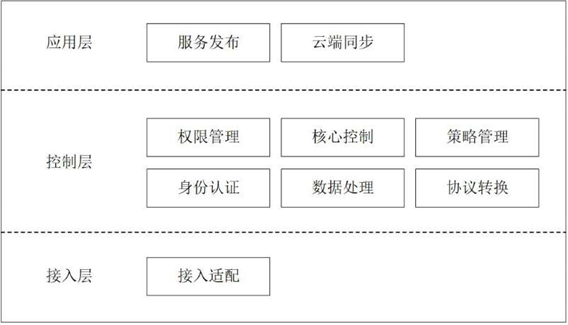 应用层 服务发布 云端同步
权限管理 核心控制 策略管理
控制层
身份认证 数据处理 协议转换
接入层 接入适配